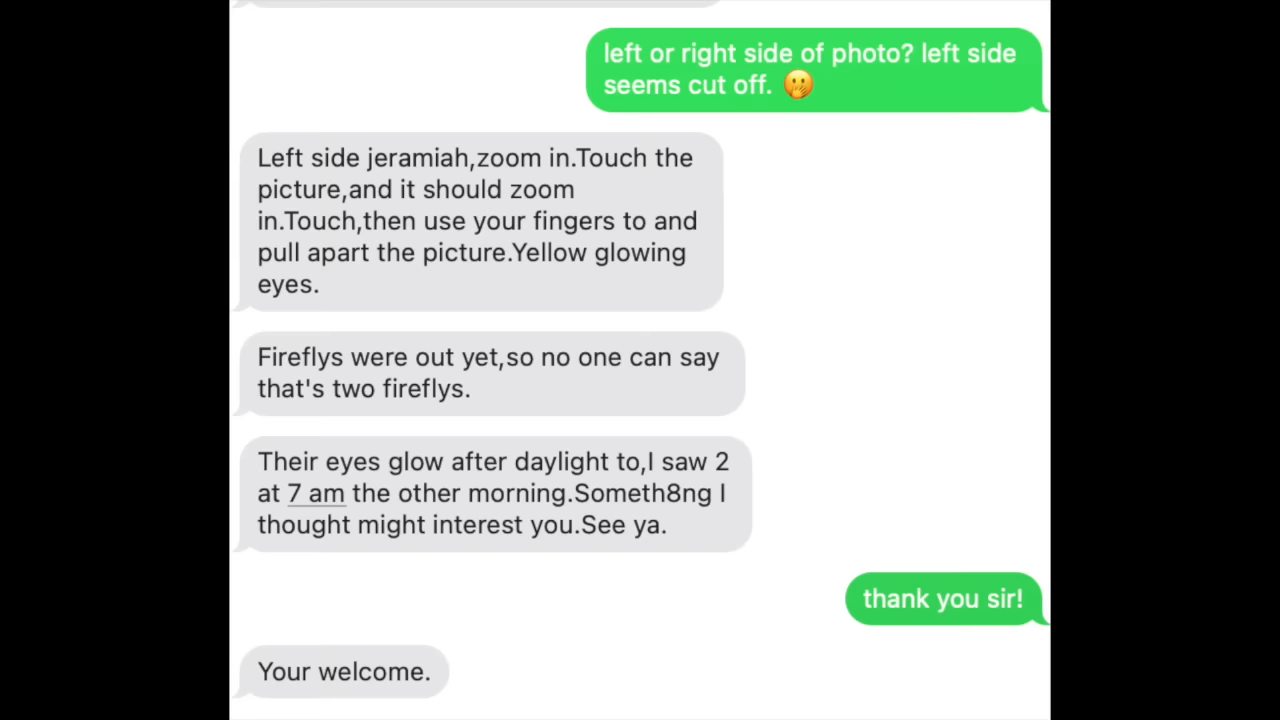 left or right side of photo? left side
seems cut off. 🤭
Left side jeramiah,zoom in.Touch the
picture,and it should zoom
in.Touch,then use your fingers to and
pull apart the picture.Yellow glowing
eyes.
Fireflys were out yet,so no one can say
that's two fireflys.
Their eyes glow after daylight to,I saw 2
at 7 am the other morning.Someth8ng I
thought might interest you.See ya.
thank you sir!
Your welcome.